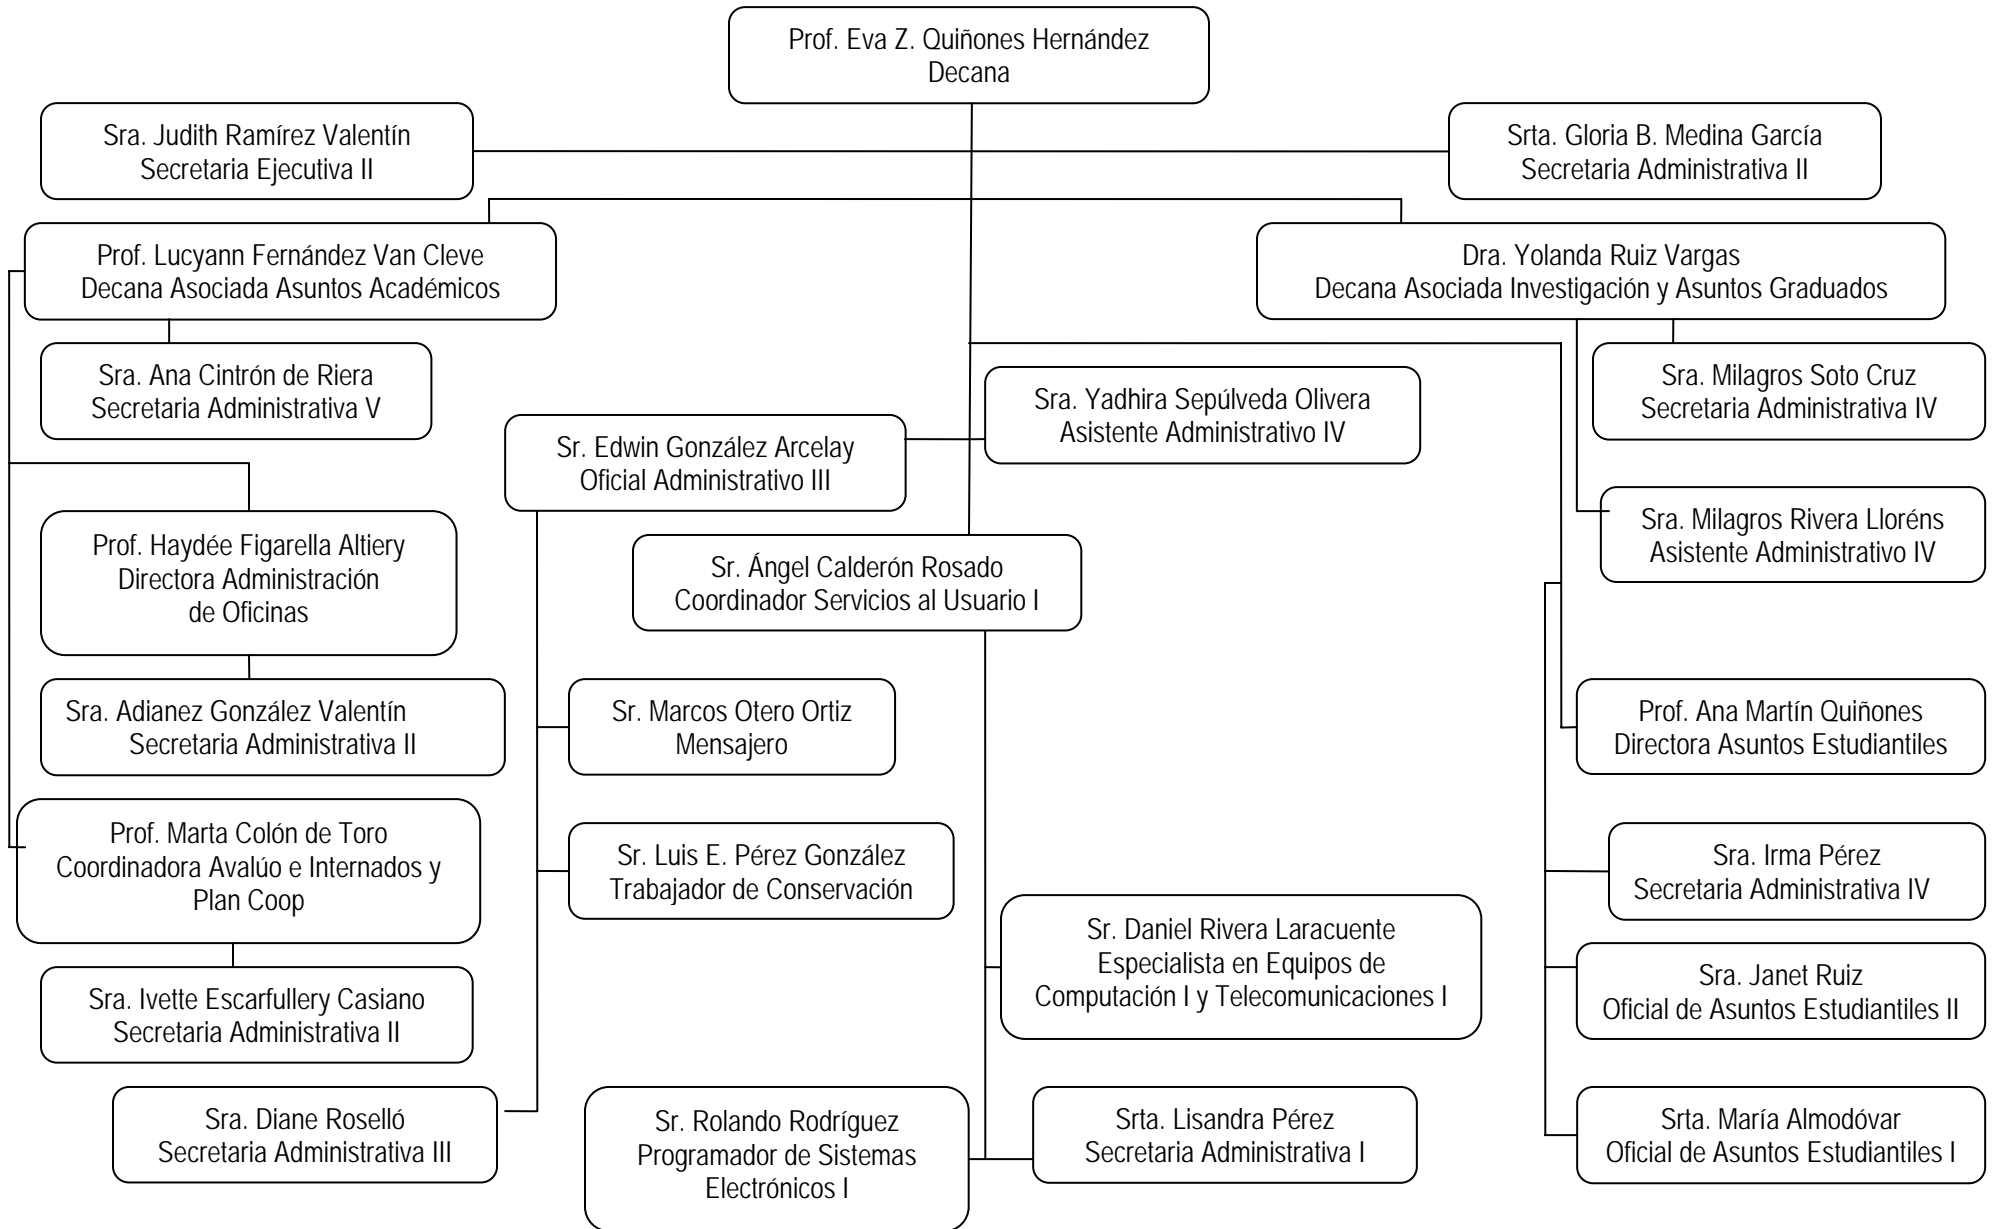 Prof. Eva Z. Quiñones Hernández
Decana
Sra. Judith Ramírez Valentín
Secretaria Ejecutiva II
Srta. Gloria B. Medina García
Secretaria Administrativa II
Prof. Lucyann Fernández Van Cleve
Decana Asociada Asuntos Académicos
Dra. Yolanda Ruiz Vargas
Decana Asociada Investigación y Asuntos Graduados
Sra. Ana Cintrón de Riera
Secretaria Administrativa V
Sra. Milagros Soto Cruz
Secretaria Administrativa IV
Sra. Yadhira Sepúlveda Olivera
Asistente Administrativo IV
Sr. Edwin González Arcelay
Oficial Administrativo III
Sra. Milagros Rivera Lloréns
Asistente Administrativo IV
Prof. Haydée Figarella Altiery
Directora Administración
de Oficinas
Sr. Ángel Calderón Rosado
Coordinador Servicios al Usuario I
Sra. Adianez González Valentín
Secretaria Administrativa II
Sr. Marcos Otero Ortiz
Mensajero
Prof. Ana Martín Quiñones
Directora Asuntos Estudiantiles
Prof. Marta Colón de Toro
Coordinadora Avalúo e Internados y
Plan Coop
Sr. Luis E. Pérez González
Trabajador de Conservación
Sra. Irma Pérez
Secretaria Administrativa IV
Sr. Daniel Rivera Laracuente
Especialista en Equipos de
Computación I y Telecomunicaciones I
Sra. Ivette Escarfullery Casiano
Secretaria Administrativa II
Sra. Janet Ruiz
Oficial de Asuntos Estudiantiles II
Sra. Diane Roselló
Secretaria Administrativa III
Sr. Rolando Rodríguez
Programador de Sistemas
Electrónicos I
Srta. Lisandra Pérez
Secretaria Administrativa I
Srta. María Almodóvar
Oficial de Asuntos Estudiantiles I